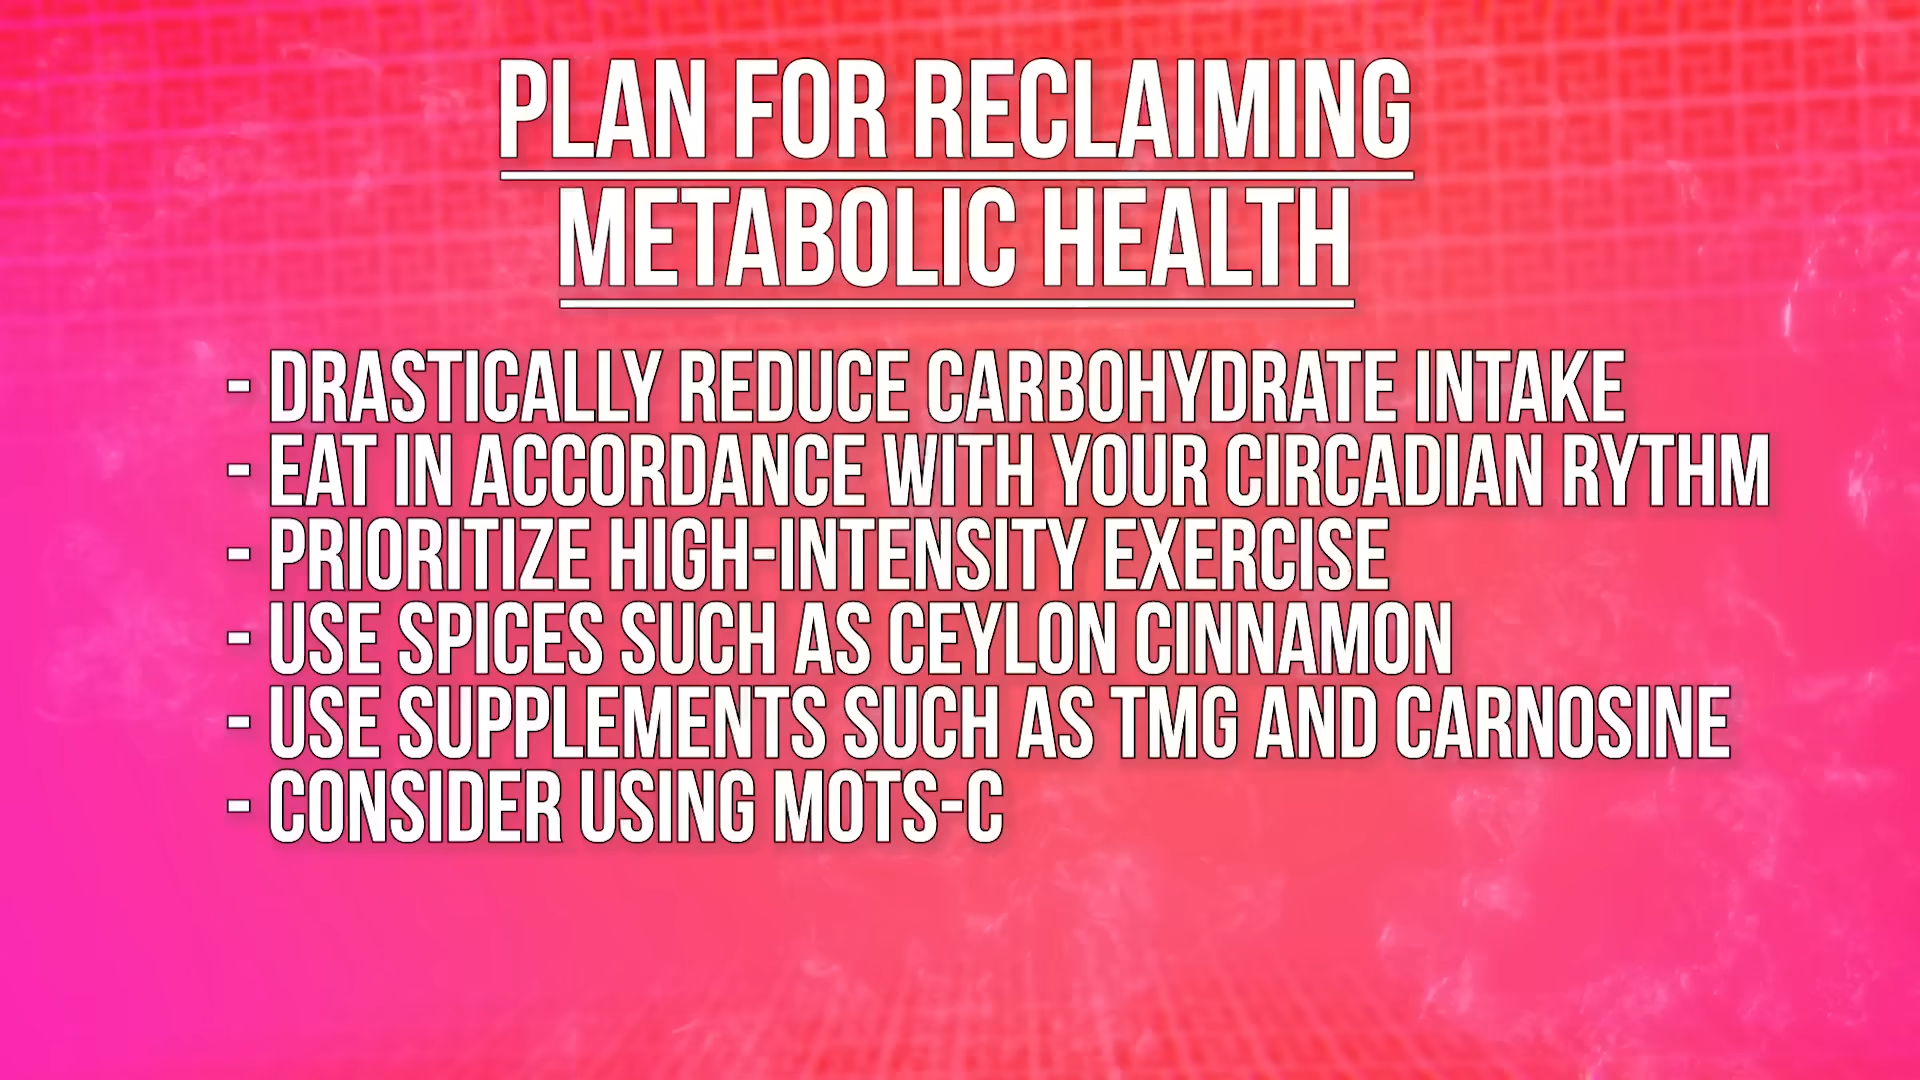 PLAN FOR RECLAIMING
METABOLIC HEALTH
- DRASTICALLY REDUCE CARBOHYDRATE INTAKE
- EAT IN ACCORDANCE WITH YOUR CIRCADIAN RYTHM
- PRIORITIZE HIGH-INTENSITY EXERCISE
- USE SPICES SUCH AS CEYLON CINNAMON
- USE SUPPLEMENTS SUCH AS TMG AND CARNOSINE
- CONSIDER USING MOTS-C